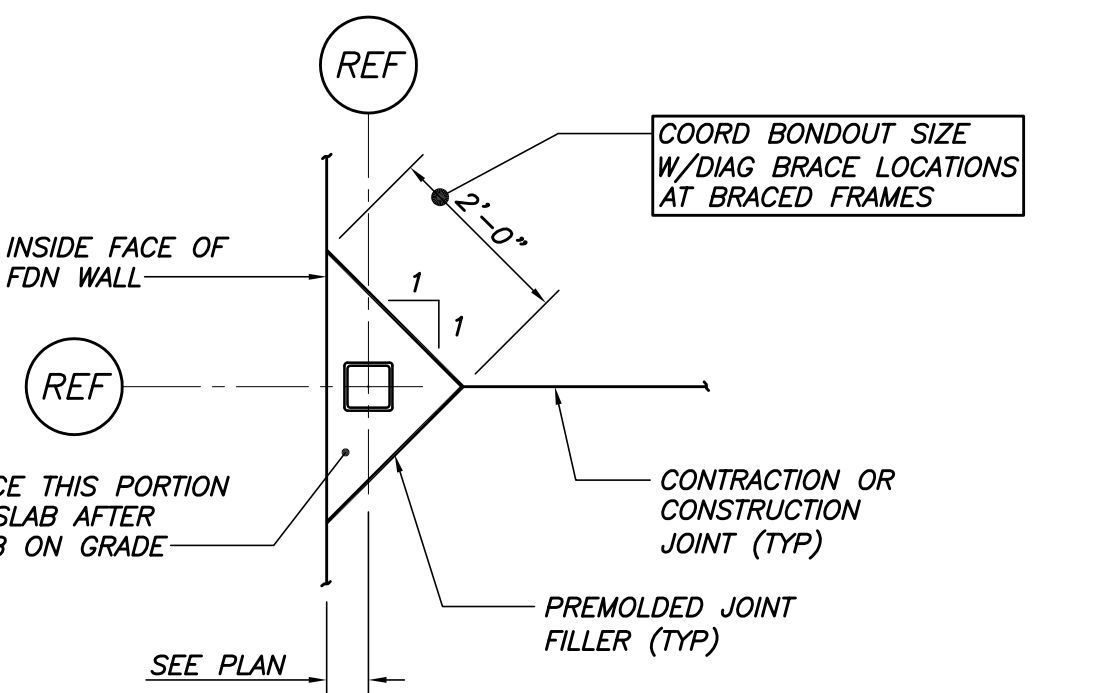 REF
COORD BONDOUT SIZE
W/DIAG BRACE LOCATIONS
AT BRACED FRAMES
2'-0"
INSIDE FACE OF
FDN WALL
1
1
REF
THIS PORTION
SLAB AFTER
ON GRADE
CONTRACTION OR
CONSTRUCTION
JOINT (TYP)
PREMOLDED JOINT
FILLER (TYP)
SEE PLAN